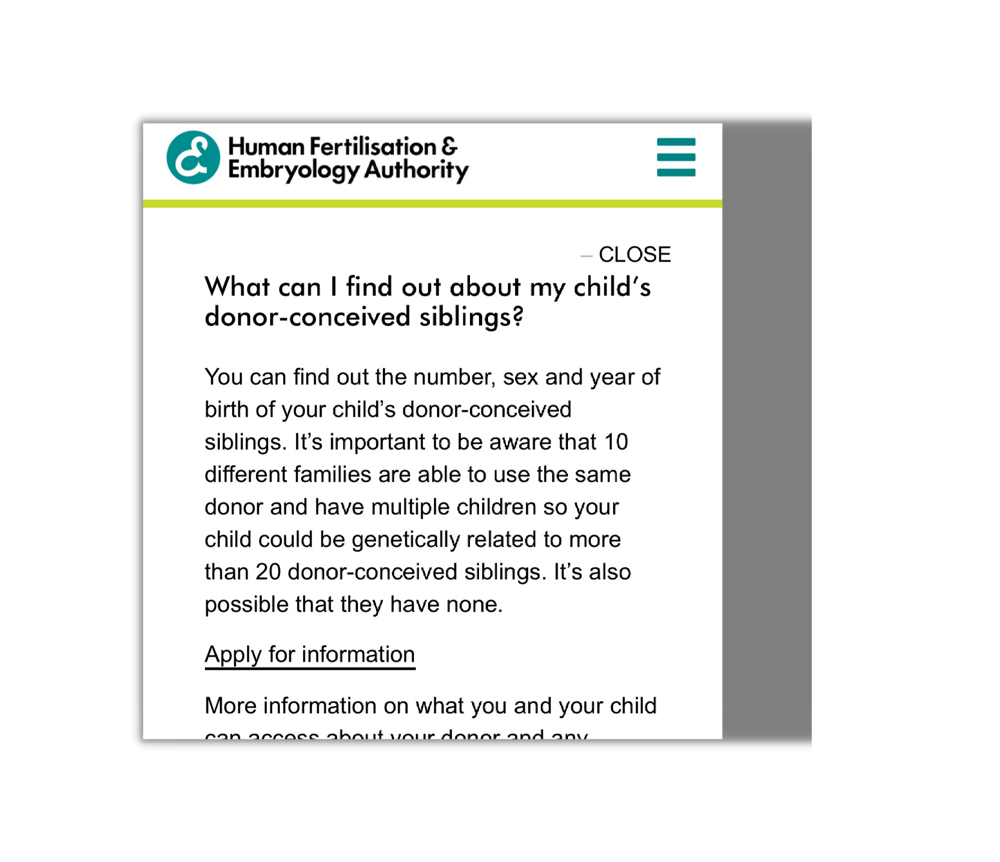 Human Fertilisation &
Embryology Authority
– CLOSE
What can I find out about my child’s
donor-conceived siblings?
You can find out the number, sex and year of
birth of your child’s donor-conceived
siblings. It’s important to be aware that 10
different families are able to use the same
donor and have multiple children so your
child could be genetically related to more
than 20 donor-conceived siblings. It’s also
possible that they have none.
Apply for information
More information on what you and your child
can access about your donor and any